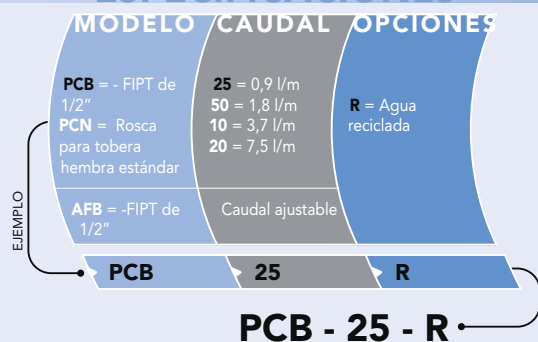 ESPECIFICACIONES
MODELO CAUDAL OPCIONES
PCB = - FIPT de
1/2"
PCN = Rosca
para tobera
hembra estándar
25 = 0,9 l/m
50 = 1,8 l/m
10 = 3,7 l/m
20 = 7,5 l/m
R = Agua
reciclada
AFB = -FIPT de
1/2"
Caudal ajustable
EJEMPLO
PCB 25 R
PCB - 25 - R